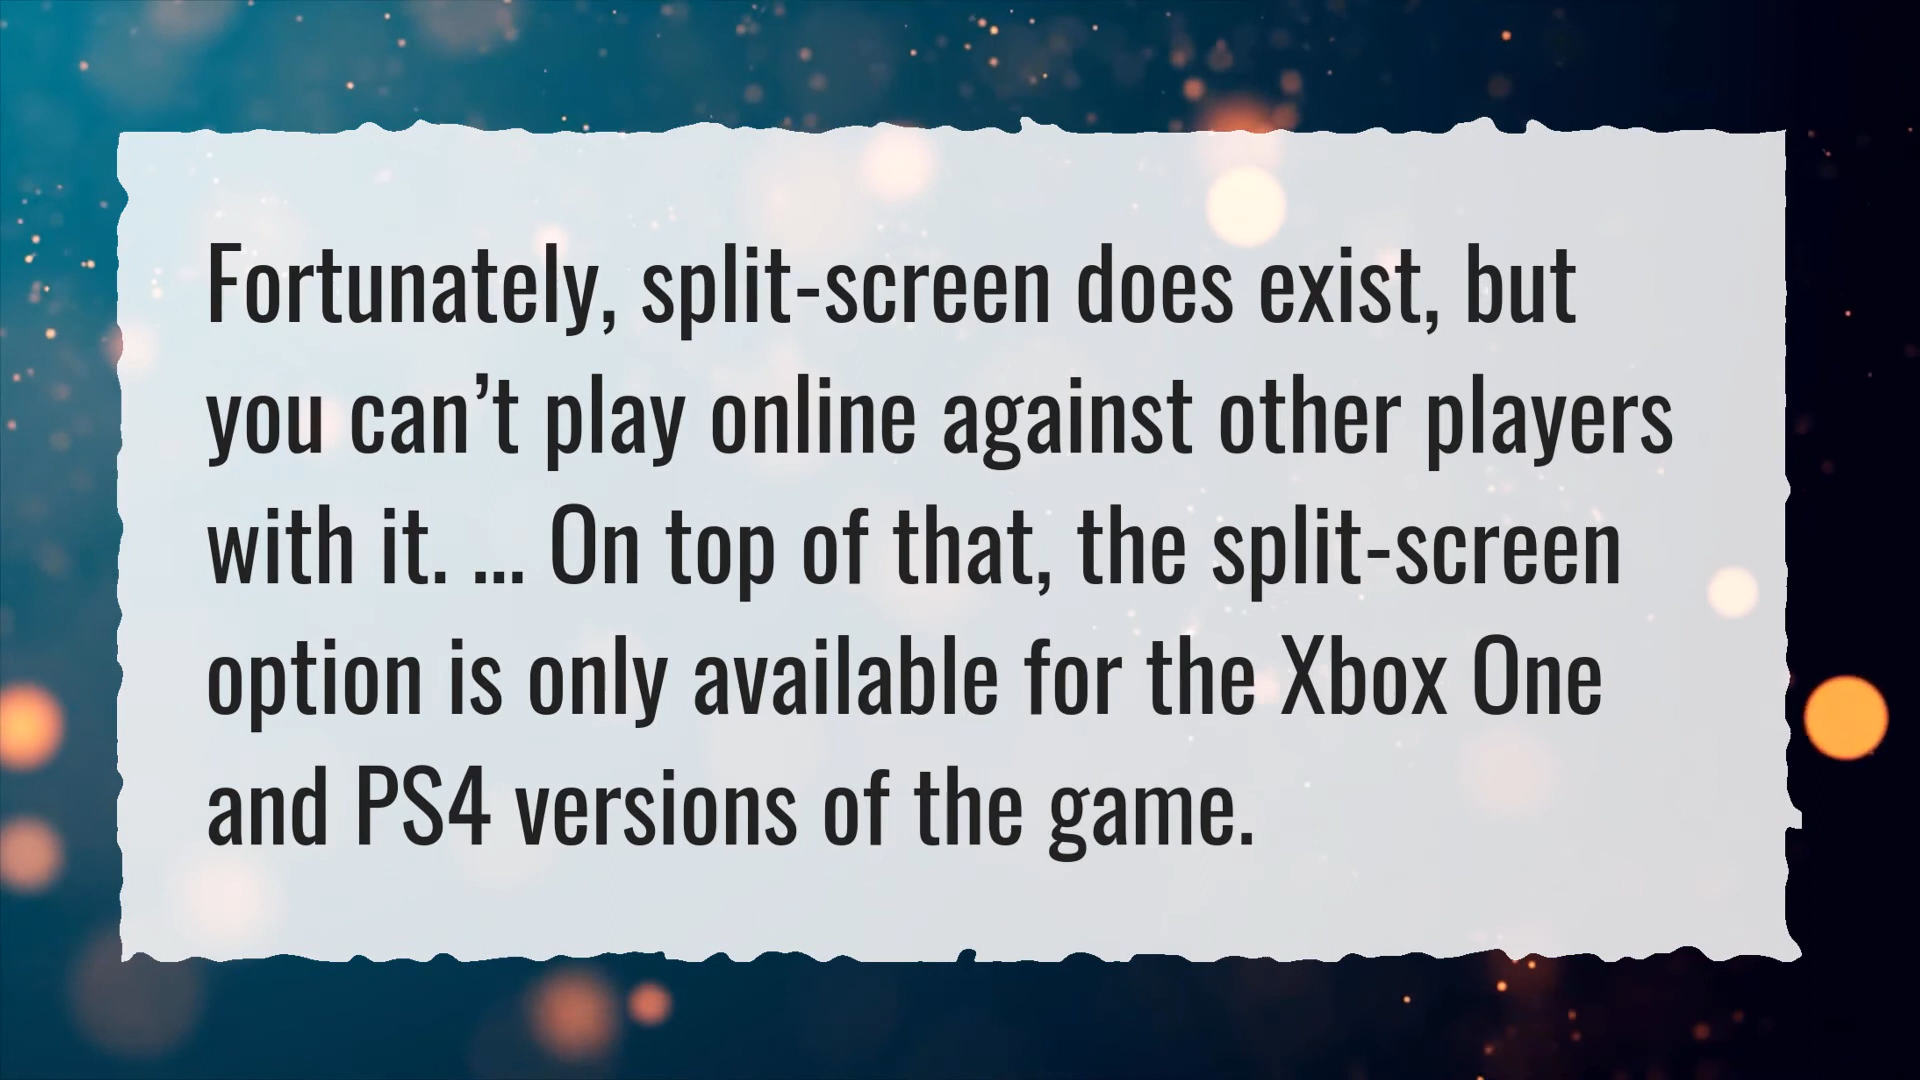 Fortunately, split-screen does exist, but
you can’t play online against other players
with it. ... On top of that, the split-screen
option is only available for the Xbox One
and PS4 versions of the game.